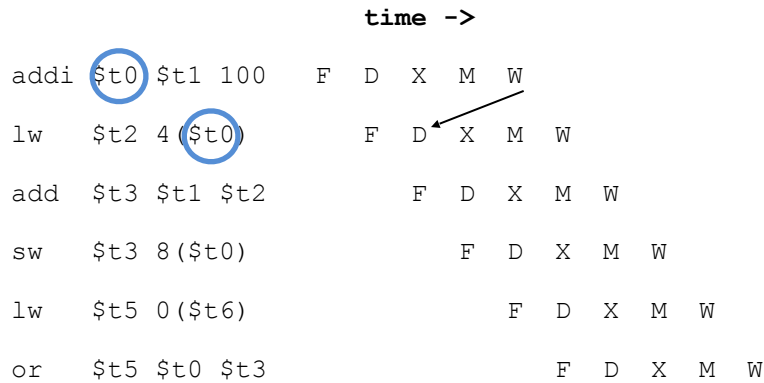 time ->
addi $t0 $t1 100 F D X M W
lw $t2 4($t0) F D X M W
add $t3 $t1 $t2 F D X M W
sw $t3 8($t0) F D X M W
lw $t5 0($t6) F D X M W
or $t5 $t0 $t3 F D X M W